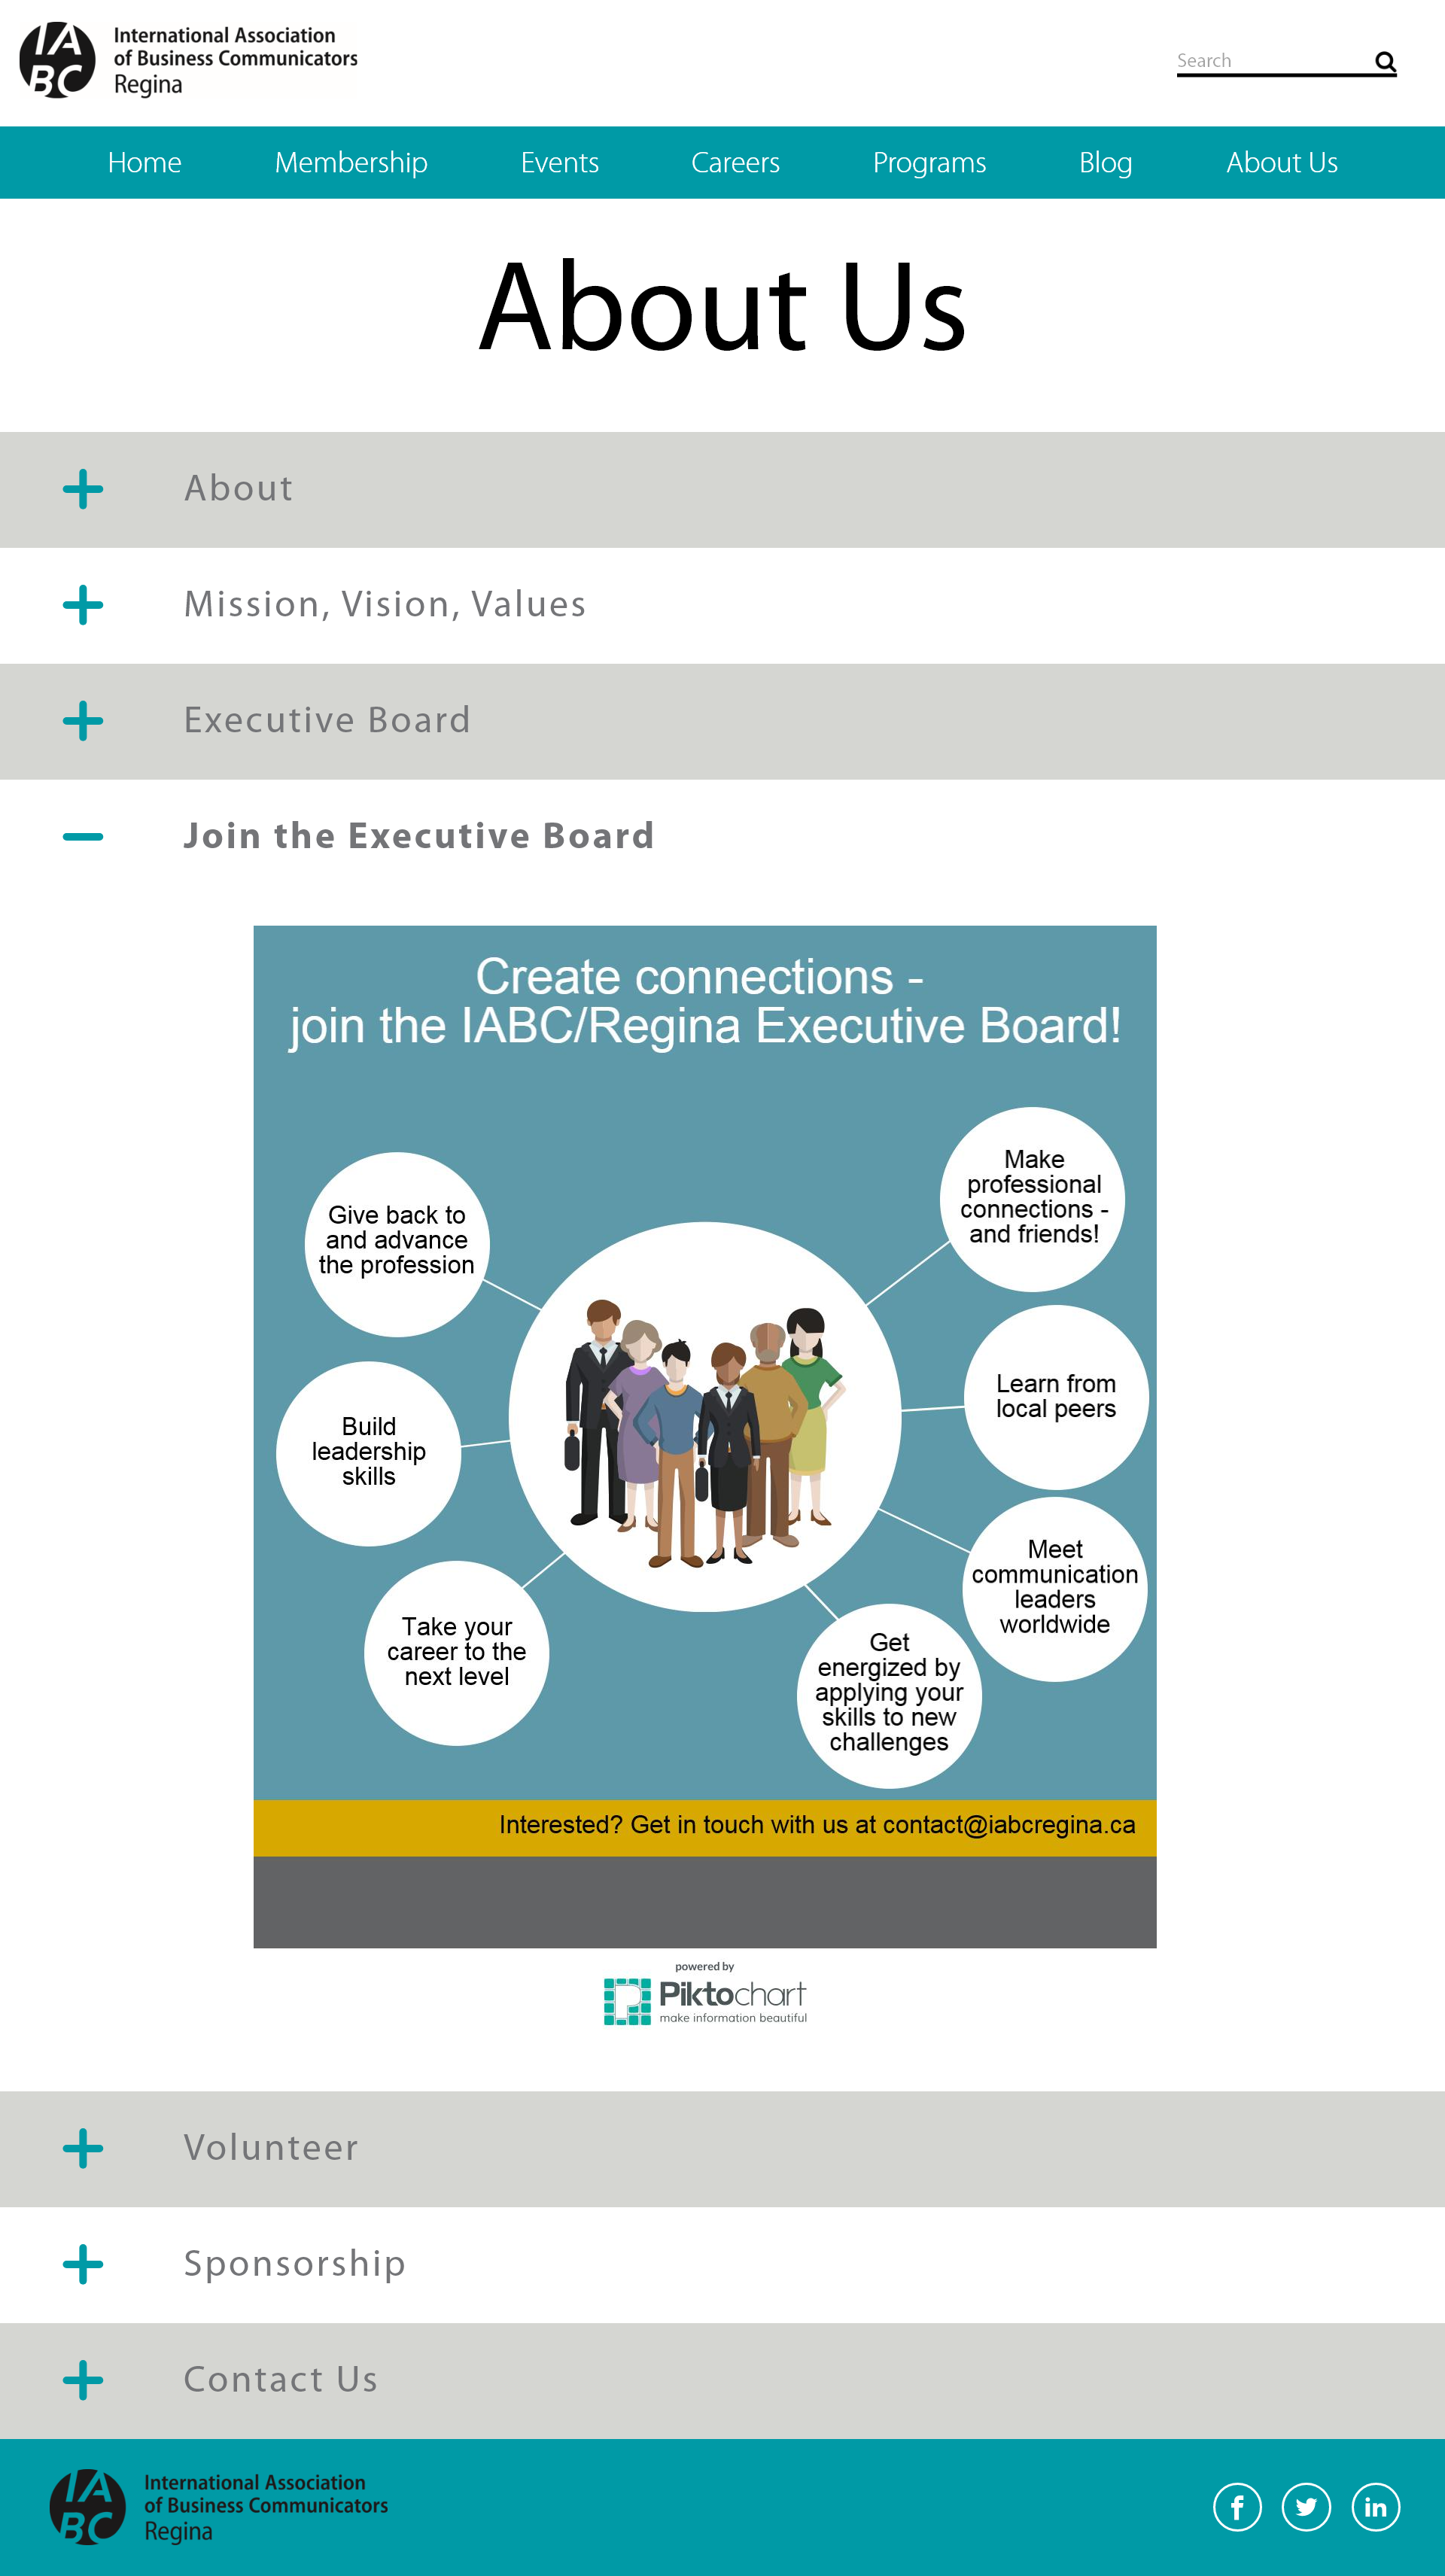 IABC
International Association
of Business Communicators
Regina
Search
Home Membership Events Careers Programs Blog About Us
About Us
About
Mission, Vision, Values
Executive Board
Join the Executive Board
Create connections -
join the IABC/Regina Executive Board!
Give back to
and advance
the profession
Build
leadership
skills
Take your
career to the
next level
Make
professional
connections -
and friends!
Learn from
local peers
Meet
communication
leaders
worldwide
Get
energized by
applying your
skills to new
challenges
Interested? Get in touch with us at contact@iabcregina.ca
powered by
Piktochart
make information beautiful
Volunteer
Sponsorship
Contact Us
IABC
International Association
of Business Communicators
Regina
f in